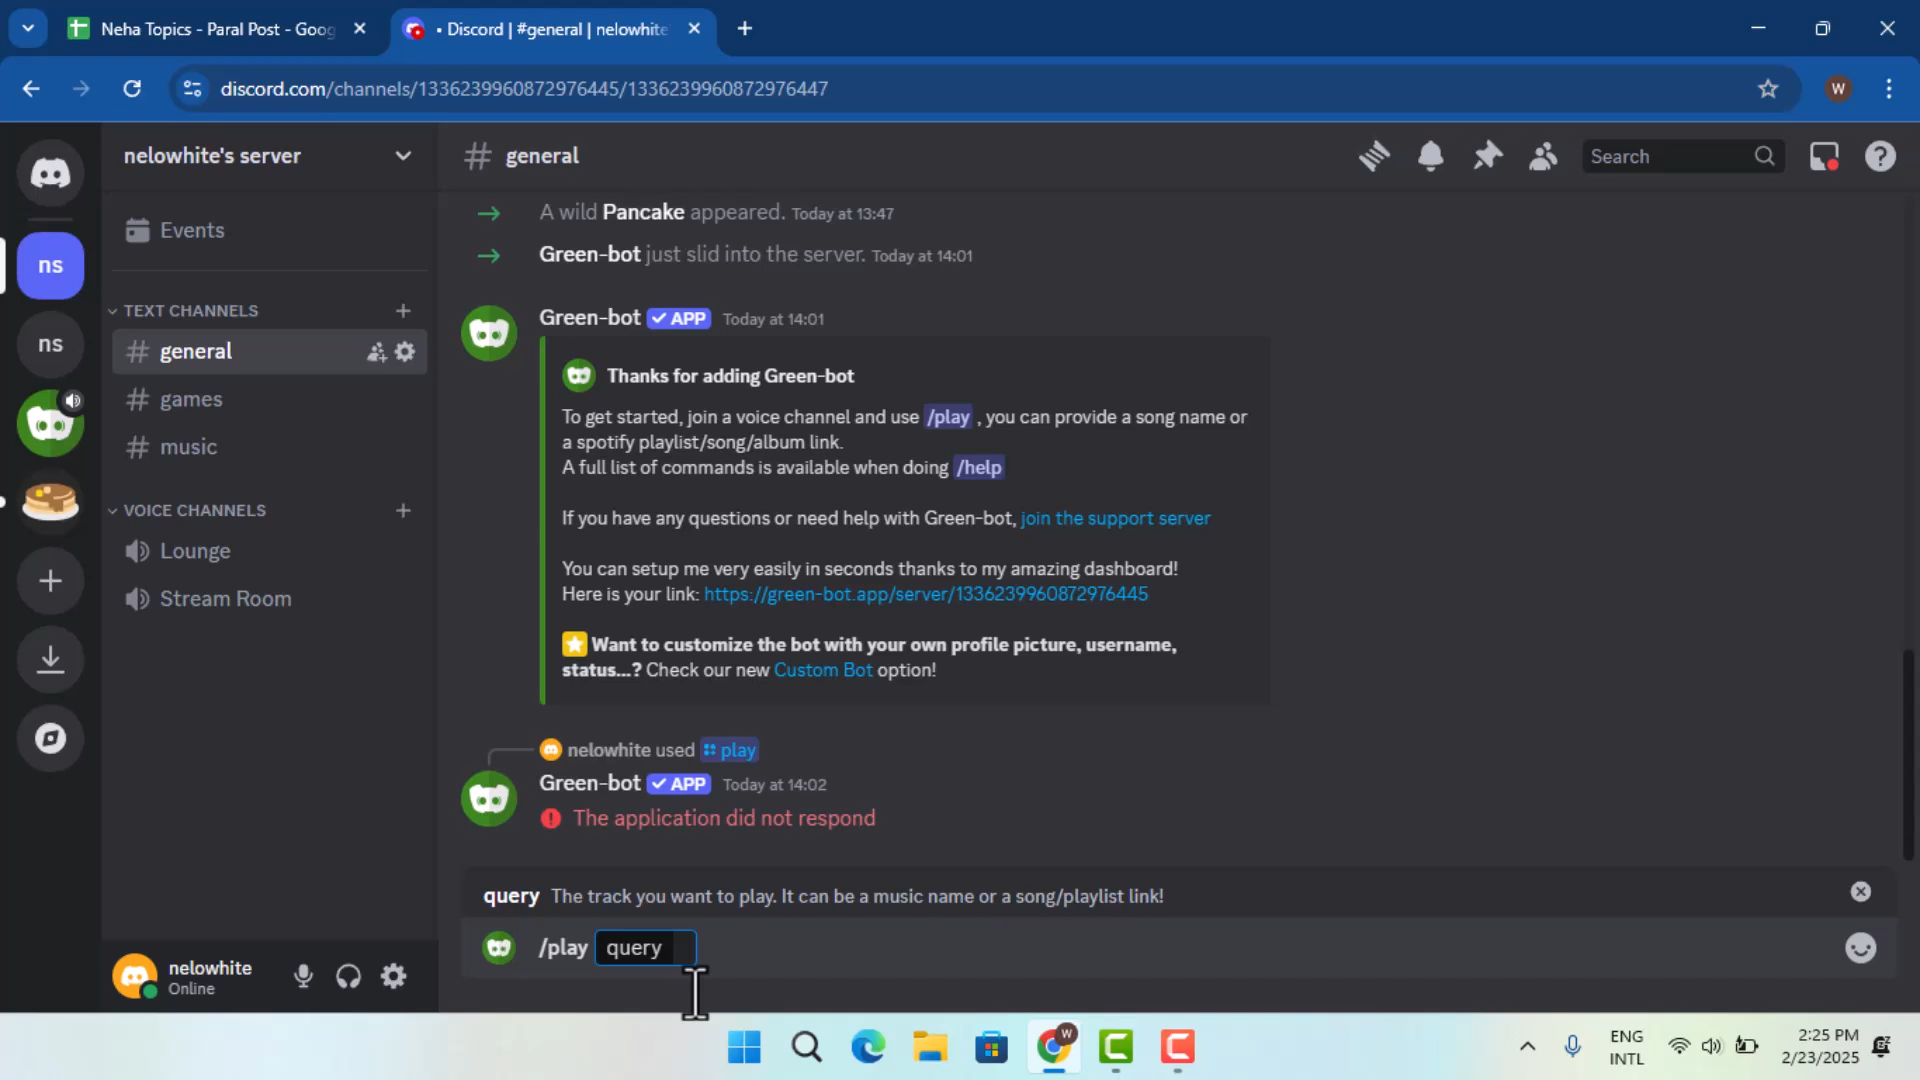 Neha Topics - Paral Post - Goog
• Discord | #general | nelowhite
discord.com/channels/1336239960872976445/1336239960872976447
W
nelowhite's server
# general
Search
Events
ns
ns
TEXT CHANNELS
general
games
music
VOICE CHANNELS
Lounge
Stream Room
A wild Pancake appeared. Today at 13:47
Green-bot just slid into the server. Today at 14:01
Green-bot ✓ APP Today at 14:01
Thanks for adding Green-bot
To get started, join a voice channel and use /play , you can provide a song name or
a spotify playlist/song/album link.
A full list of commands is available when doing /help
If you have any questions or need help with Green-bot, join the support server
You can setup me very easily in seconds thanks to my amazing dashboard!
Here is your link: https://green-bot.app/server/1336239960872976445
Want to customize the bot with your own profile picture, username,
status...? Check our new Custom Bot option!
nelowhite used play
Green-bot ✓ APP Today at 14:02
The application did not respond
query The track you want to play. It can be a music name or a song/playlist link!
/play query
nelowhite
Online
W
ENG
INTL
2:25 PM
2/23/2025